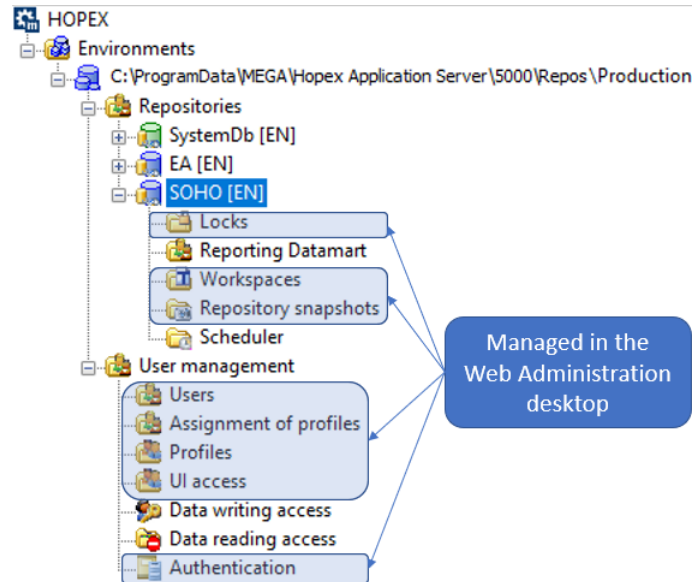 HOPEX
Environments
C:\ProgramData\MEGA\Hopex Application Server\5000\Repos\Production
Repositories
SystemDb [EN]
EA [EN]
SOHO [EN]
Locks
Reporting Datamart
Workspaces
Repository snapshots
Scheduler
User management
Users
Assignment of profiles
Profiles
UI access
Data writing access
Data reading access
Authentication
Managed in the
Web Administration
desktop